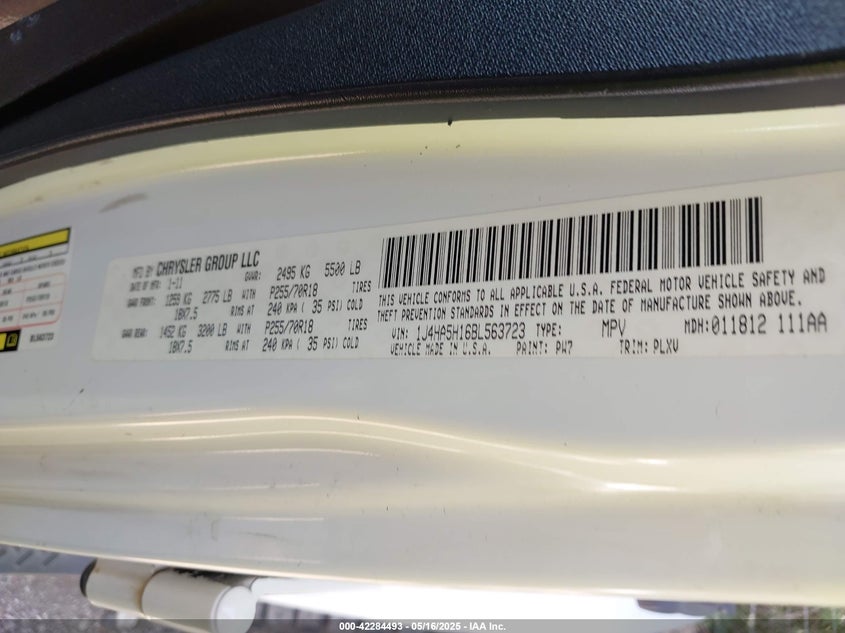 MFD BY CHRYSLER GROUP LLC
DATE OF MFR: 1-11 GVWR: 2495 KG 5500 LB
GAWR FRONT: 1259 KG 2775 LB WITH P255/70R18 TIRES
18X7.5 RIMS AT 240 KPA ( 35 PSI) COLD
GAWR REAR: 1452 KG 3200 LB WITH P255/70R18 TIRES
18X7.5 RIMS AT 240 KPA ( 35 PSI) COLD
THIS VEHICLE CONFORMS TO ALL APPLICABLE U.S.A. FEDERAL MOTOR VEHICLE SAFETY AND
THEFT PREVENTION STANDARDS IN EFFECT ON THE DATE OF MANUFACTURE SHOWN ABOVE.
VIN: 1J4HA5H16BL563723 TYPE: MPV MDH: 011812 111AA
VEHICLE MADE IN U.S.A. PAINT: PW7 TRIM: PLXV
BL563723
000-42284493 - 05/16/2025 - IAA Inc.